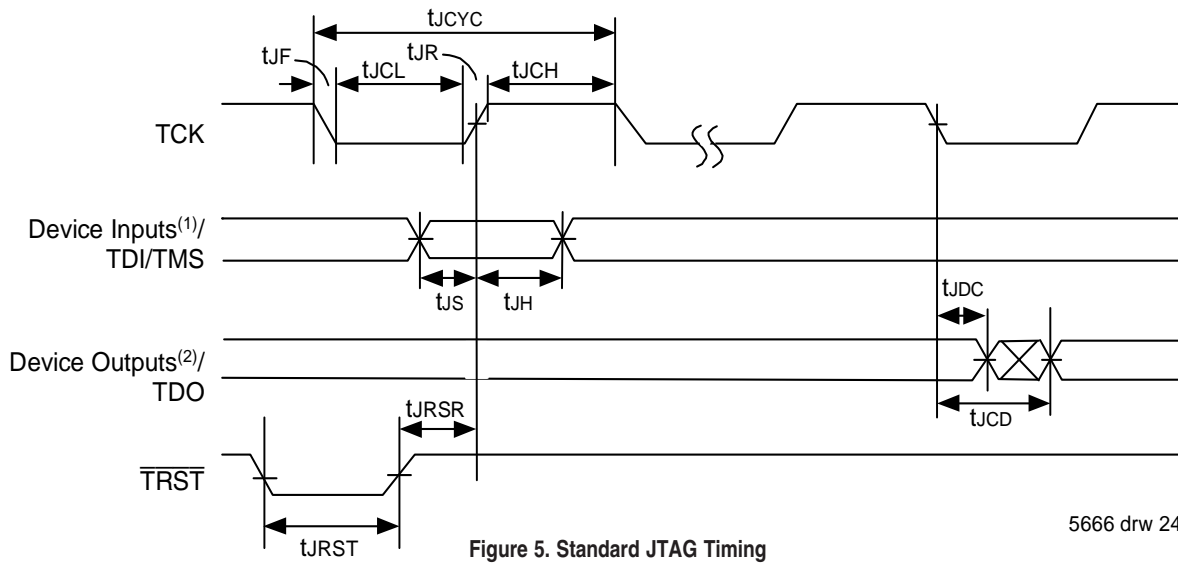 tJCYC
tJF
tJCL
tJR
tJCH
TCK
Device Inputs(1)/
TDI/TMS
tJS
tJH
tJDC
Device Outputs(2)/
TDO
tJCD
tJRSR
TRST
tJRST
5666 drw 24
Figure 5. Standard JTAG Timing